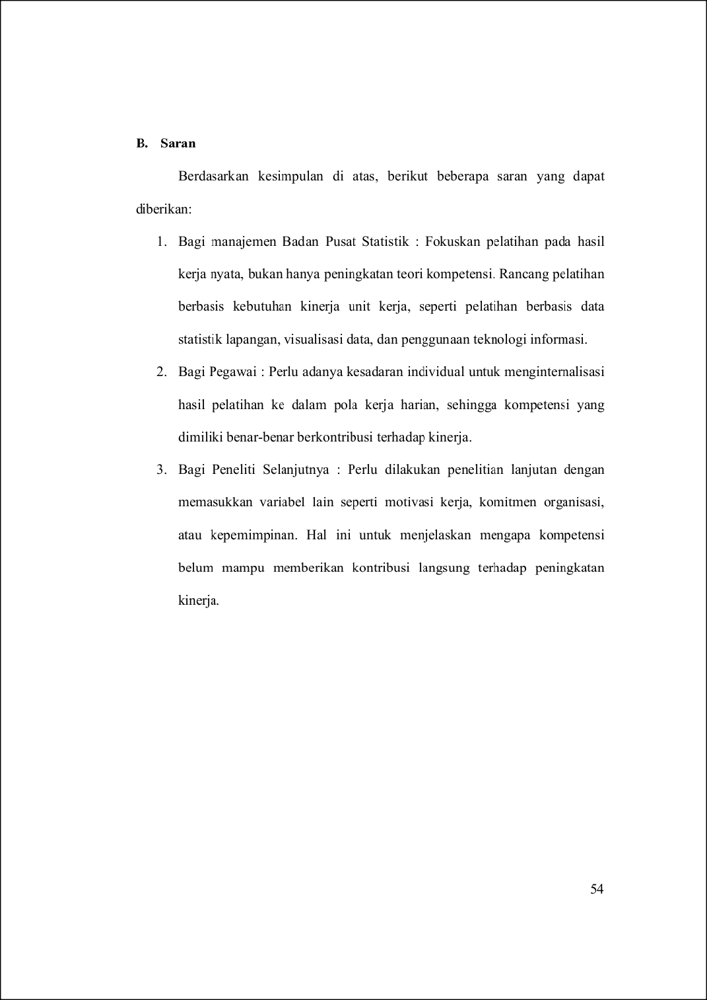 B. Saran
Berdasarkan kesimpulan di atas, berikut beberapa saran yang dapat
diberikan:
1. Bagi manajemen Badan Pusat Statistik : Fokuskan pelatihan pada hasil
kerja nyata, bukan hanya peningkatan teori kompetensi. Rancang pelatihan
berbasis kebutuhan kinerja unit kerja, seperti pelatihan berbasis data
statistik lapangan, visualisasi data, dan penggunaan teknologi informasi.
2. Bagi Pegawai : Perlu adanya kesadaran individual untuk menginternalisasi
hasil pelatihan ke dalam pola kerja harian, sehingga kompetensi yang
dimiliki benar-benar berkontribusi terhadap kinerja.
3. Bagi Peneliti Selanjutnya : Perlu dilakukan penelitian lanjutan dengan
memasukkan variabel lain seperti motivasi kerja, komitmen organisasi,
atau kepemimpinan. Hal ini untuk menjelaskan mengapa kompetensi
belum mampu memberikan kontribusi langsung terhadap peningkatan
kinerja.
54